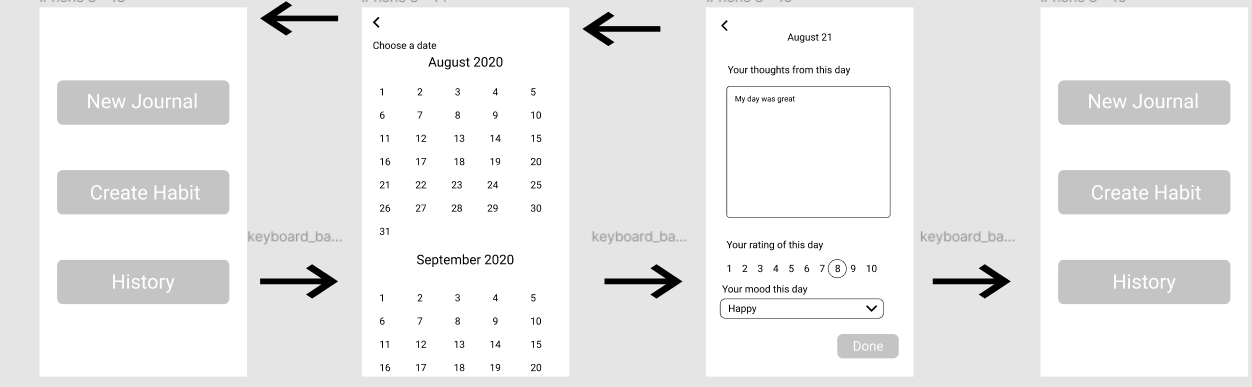 New Journal
Create Habit
History
keyboard_ba...
Choose a date
August 2020
1 2 3 4 5
6 7 8 9 10
11 12 13 14 15
16 17 18 19 20
21 22 23 24 25
26 27 28 29 30
31
September 2020
1 2 3 4 5
6 7 8 9 10
11 12 13 14 15
16 17 18 19 20
keyboard_ba...
August 21
Your thoughts from this day
My day was great
Your rating of this day
1 2 3 4 5 6 7 8 9 10
Your mood this day
Happy
Done
keyboard_ba...
New Journal
Create Habit
History